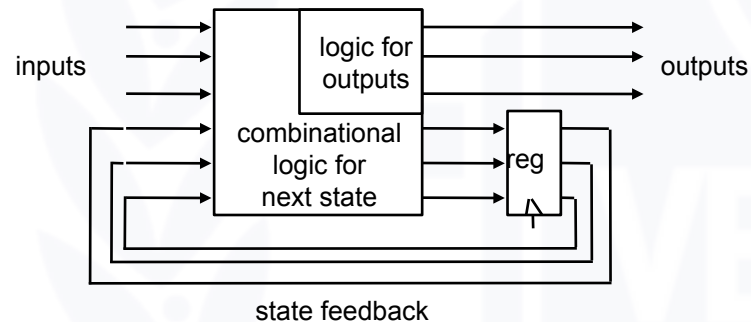 inputs
logic for
outputs
outputs
combinational
logic for
next state
reg
state feedback